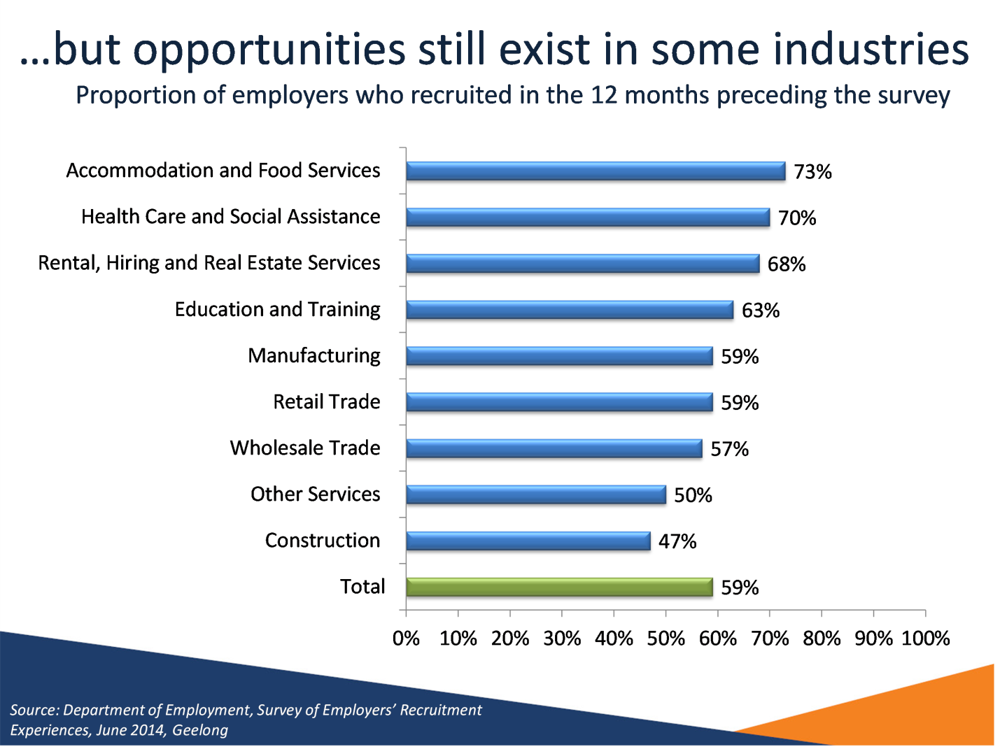 ...but opportunities still exist in some industries
Proportion of employers who recruited in the 12 months preceding the survey
Accommodation and Food Services 73%
Health Care and Social Assistance 70%
Rental, Hiring and Real Estate Services 68%
Education and Training 63%
Manufacturing 59%
Retail Trade 59%
Wholesale Trade 57%
Other Services 50%
Construction 47%
Total 59%
0% 10% 20% 30% 40% 50% 60% 70% 80% 90% 100%
Source: Department of Employment, Survey of Employers’ Recruitment
Experiences, June 2014, Geelong